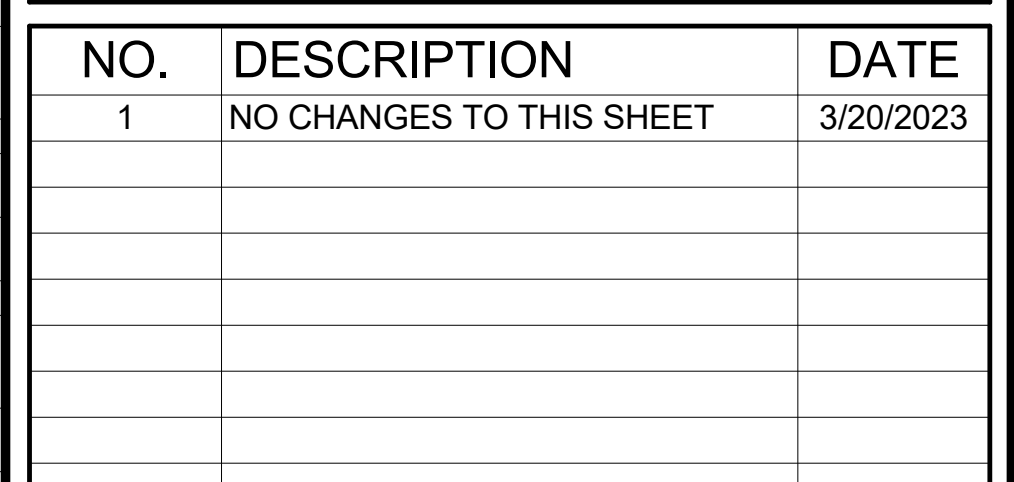 NO. DESCRIPTION DATE
1 NO CHANGES TO THIS SHEET 3/20/2023